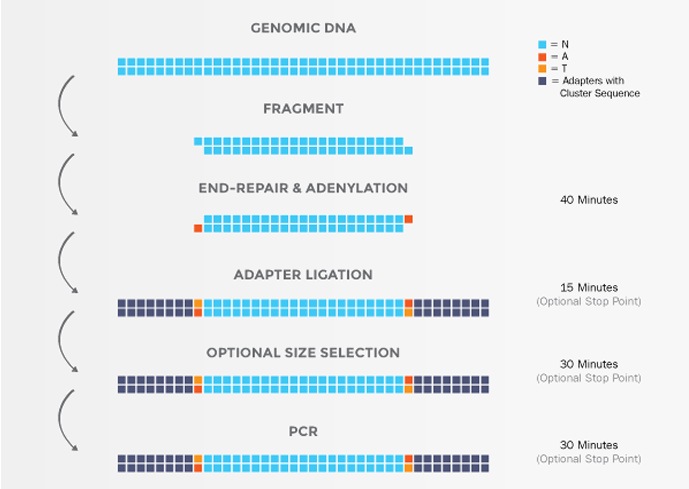 GENOMIC DNA
= N
= A
= T
= Adapters with
Cluster Sequence
FRAGMENT
END-REPAIR & ADENYLATION
40 Minutes
ADAPTER LIGATION
15 Minutes
(Optional Stop Point)
OPTIONAL SIZE SELECTION
30 Minutes
(Optional Stop Point)
PCR
30 Minutes
(Optional Stop Point)